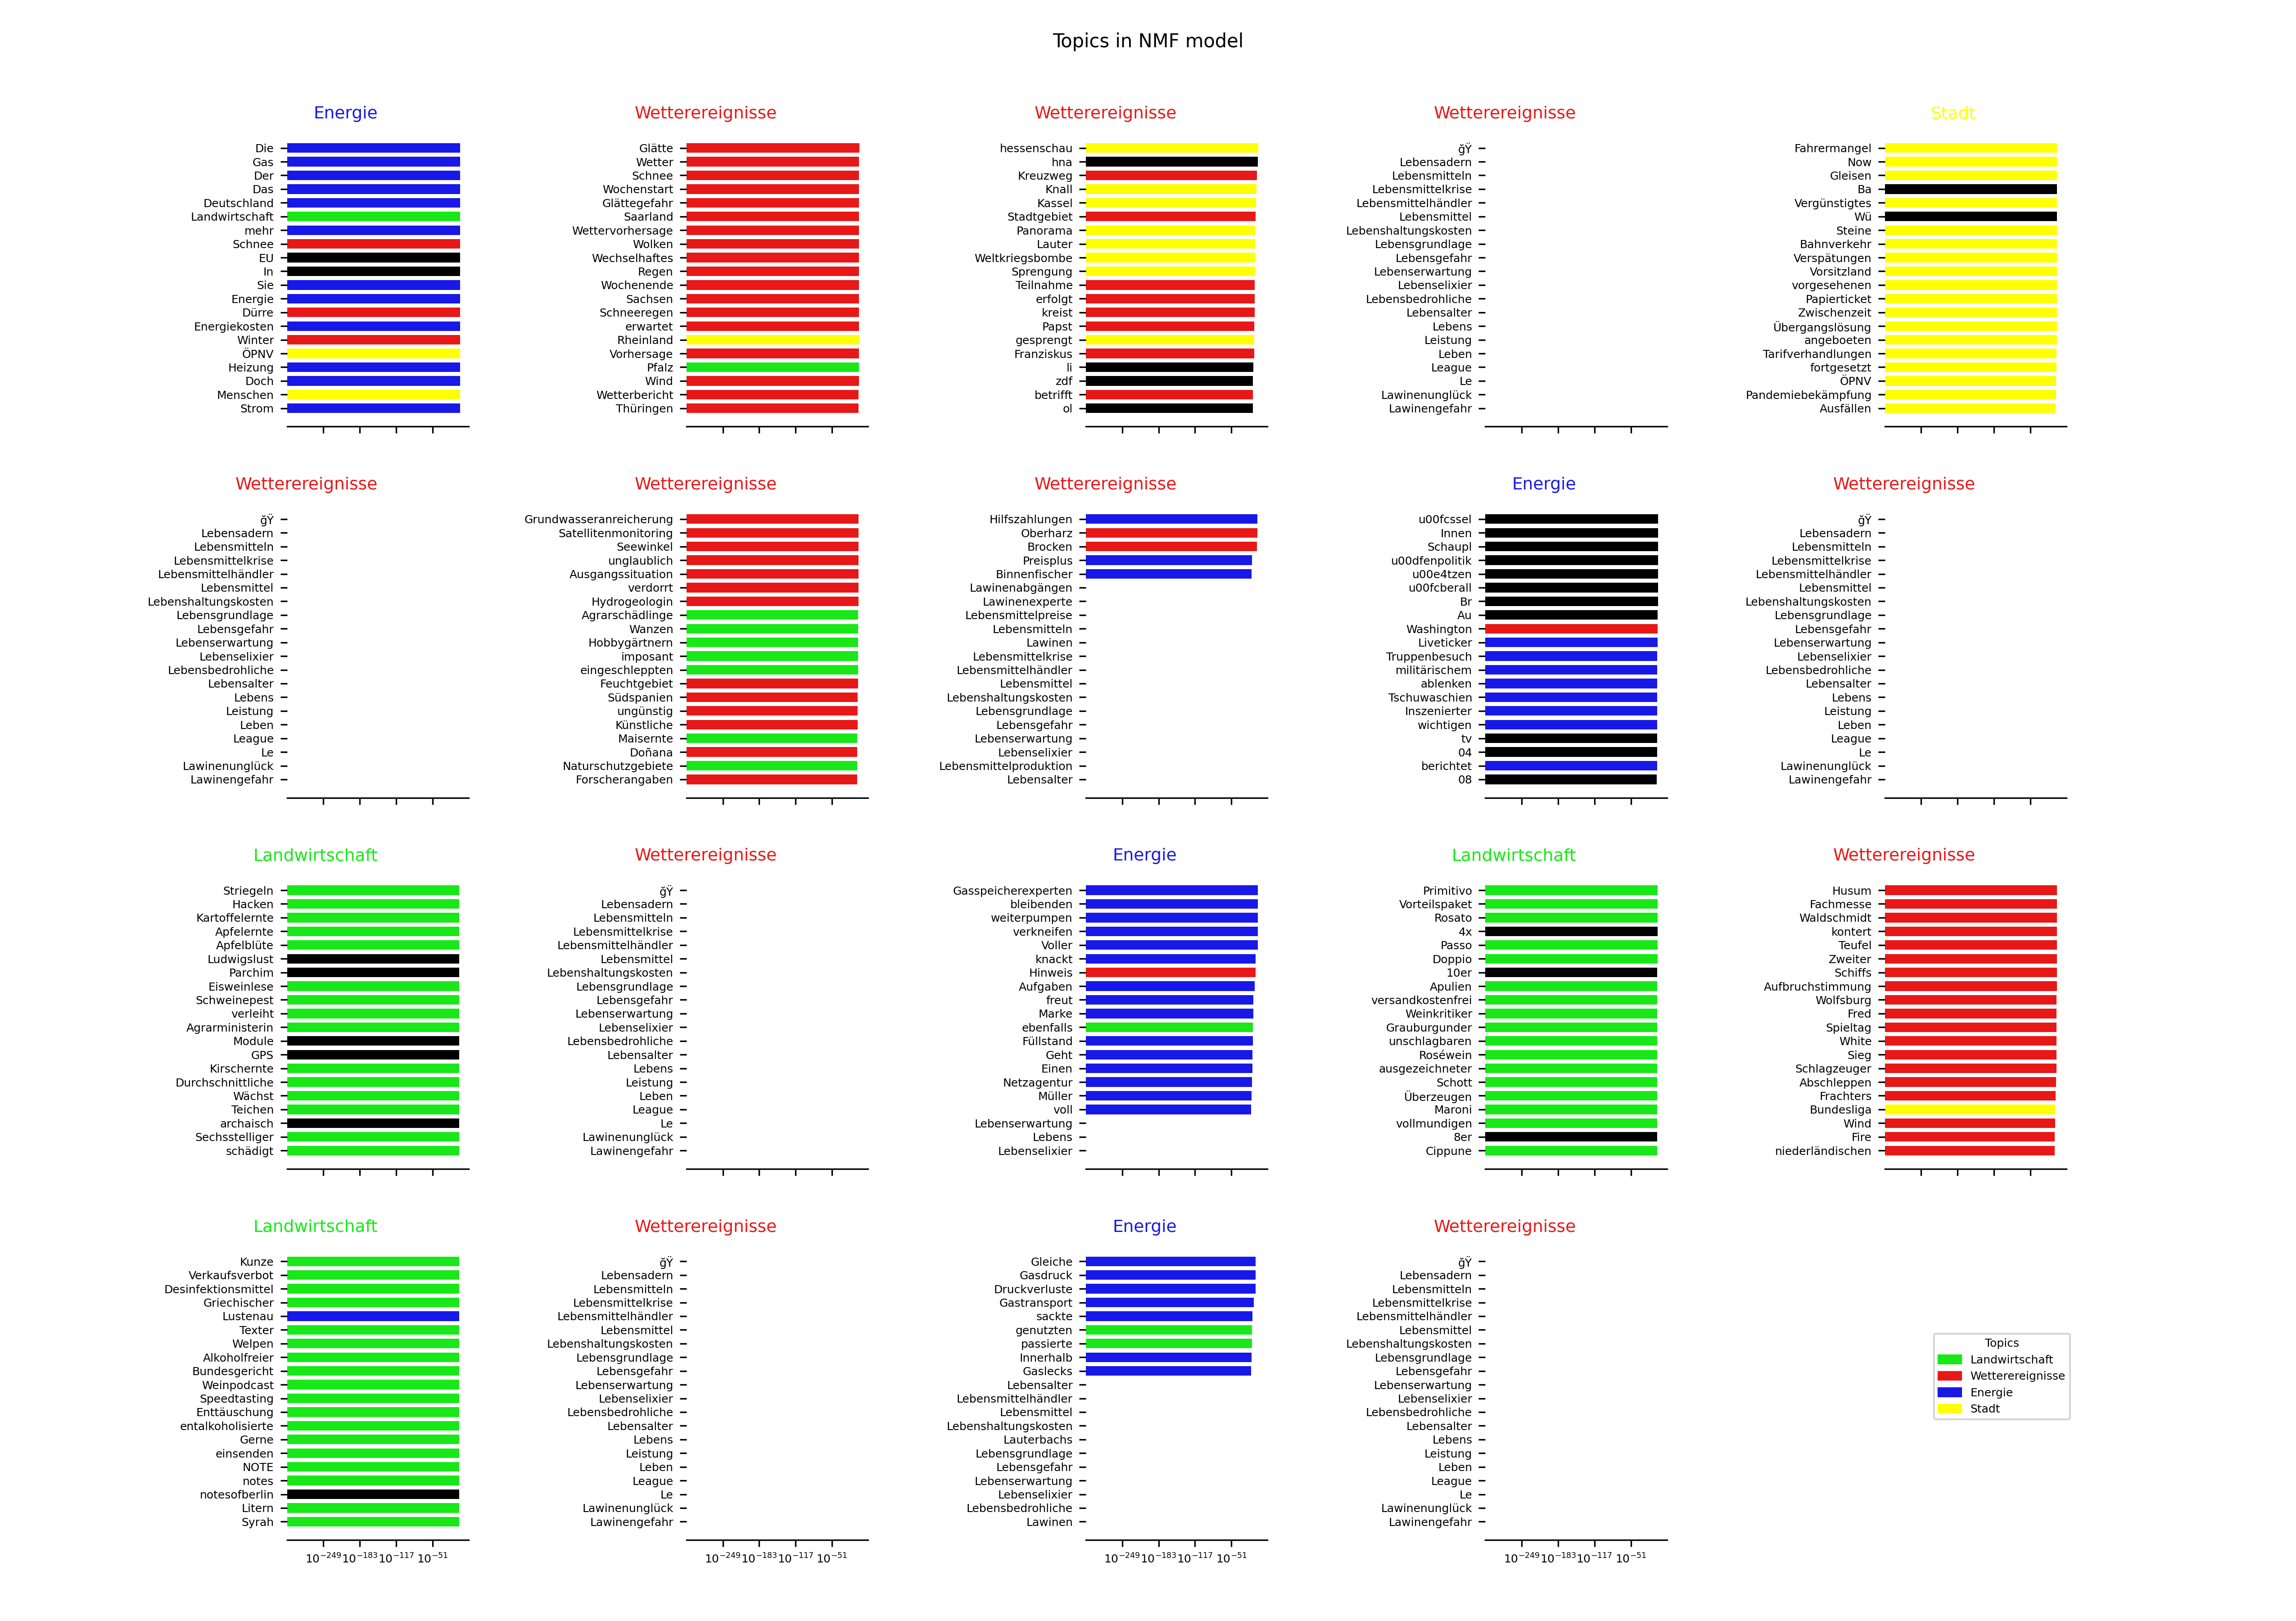 Topics in NMF model
Energie
Die
Gas
Der
Das
Deutschland
Landwirtschaft
mehr
Schnee
EU
In
Sie
Energie
Dürre
Energiekosten
Winter
ÖPNV
Heizung
Doch
Menschen
Strom
Wetterereignisse
Glätte
Wetter
Schnee
Wochenstart
Glättegefahr
Saarland
Wettervorhersage
Wolken
Wechselhaftes
Regen
Wochenende
Sachsen
Schneeregen
erwartet
Rheinland
Vorhersage
Pfalz
Wind
Wetterbericht
Thüringen
Wetterereignisse
hessenschau
hna
Kreuzweg
Knall
Kassel
Stadtgebiet
Panorama
Lauter
Weltkriegsbombe
Sprengung
Teilnahme
erfolgt
kreist
Papst
gesprengt
Franziskus
li
zdf
betrifft
ol
Wetterereignisse
ğŸ
Lebensadern
Lebensmitteln
Lebensmittelkrise
Lebensmittelhändler
Lebensmittel
Lebenshaltungskosten
Lebensgrundlage
Lebensgefahr
Lebenserwartung
Lebenselixier
Lebensbedrohliche
Lebensalter
Lebens
Leistung
Leben
League
Le
Lawinenunglück
Lawinengefahr
Stadt
Fahrermangel
Now
Gleisen
Ba
Vergünstigtes
Wü
Steine
Bahnverkehr
Verspätungen
Vorsitzland
vorgesehenen
Papierticket
Zwischenzeit
Übergangslösung
angeboten
Tarifverhandlungen
fortgesetzt
ÖPNV
Pandemiebekämpfung
Ausfällen
Wetterereignisse
ğŸ
Lebensadern
Lebensmitteln
Lebensmittelkrise
Lebensmittelhändler
Lebensmittel
Lebenshaltungskosten
Lebensgrundlage
Lebensgefahr
Lebenserwartung
Lebenselixier
Lebensbedrohliche
Lebensalter
Lebens
Leistung
Leben
League
Le
Lawinenunglück
Lawinengefahr
Wetterereignisse
Grundwasseranreicherung
Satellitenmonitoring
Seewinkel
unglaublich
Ausgangssituation
verdorrt
Hydrogeologin
Agrarschädlinge
Wanzen
Hobbygärtnern
imposant
eingeschleppten
Feuchtgebiet
Südspanien
ungünstig
Künstliche
Maisernte
Doñana
Naturschutzgebiete
Forscherangaben
Wetterereignisse
Hilfszahlungen
Oberharz
Brocken
Preisplus
Binnenfischer
Lawinenabgängen
Lawinenexperte
Lebensmittelpreise
Lebensmitteln
Lawinen
Lebensmittelkrise
Lebensmittelhändler
Lebensmittel
Lebenshaltungskosten
Lebensgrundlage
Lebensgefahr
Lebenserwartung
Lebenselixier
Lebensmittelproduktion
Lebensalter
Energie
u00fcssel
Innen
Schaupl
u00dfenpolitik
u00e4tzen
u00fcberall
Br
Au
Washington
Liveticker
Truppenbesuch
militärischem
ablenken
Tschuwaschien
Inszenierter
wichtigen
tv
04
berichtet
08
Wetterereignisse
ğŸ
Lebensadern
Lebensmitteln
Lebensmittelkrise
Lebensmittelhändler
Lebensmittel
Lebenshaltungskosten
Lebensgrundlage
Lebensgefahr
Lebenserwartung
Lebenselixier
Lebensbedrohliche
Lebensalter
Lebens
Leistung
Leben
League
Le
Lawinenunglück
Lawinengefahr
Landwirtschaft
Striegeln
Hacken
Kartoffelernte
Apfelernte
Apfelblüte
Ludwigslust
Parchim
Eisweinlese
Schweinepest
verleiht
Agrarministerin
Module
GPS
Kirschernte
Durchschnittliche
Wächst
Teichen
archaisch
Sechsstelliger
schädigt
Wetterereignisse
ğŸ
Lebensadern
Lebensmitteln
Lebensmittelkrise
Lebensmittelhändler
Lebensmittel
Lebenshaltungskosten
Lebensgrundlage
Lebensgefahr
Lebenserwartung
Lebenselixier
Lebensbedrohliche
Lebensalter
Lebens
Leistung
Leben
League
Le
Lawinenunglück
Lawinengefahr
Energie
Gasspeicherexperten
bleibenden
weiterpumpen
verkneifen
Voller
knackt
Hinweis
Aufgaben
freut
Marke
ebenfalls
Füllstand
Geht
Einen
Netzagentur
Müller
voll
Lebenserwartung
Lebens
Lebenselixier
Landwirtschaft
Primitivo
Vorteilspaket
Rosato
4x
Passo
Doppio
10er
Apulien
versandkostenfrei
Weinkritiker
Grauburgunder
unschlagbaren
Roséwein
ausgezeichneter
Schott
Überzeugen
Maroni
vollmundigen
8er
Cippune
Wetterereignisse
Husum
Fachmesse
Waldschmidt
kontert
Teufel
Zweiter
Schiffs
Aufbruchstimmung
Wolfsburg
Fred
Spieltag
White
Sieg
Schlagzeuger
Abschleppen
Frachters
Bundesliga
Wind
Fire
niederländischen
Landwirtschaft
Kunze
Verkaufsverbot
Desinfektionsmittel
Griechischer
Lustenau
Texter
Welpen
Alkoholfreier
Bundesgericht
Weinpodcast
Speedtasting
Enttäuschung
entalkoholisierte
Gerne
einsenden
NOTE
notes
notesofberlin
Litern
Syrah
10⁻²⁴⁹ 10⁻¹⁸³ 10⁻¹¹⁷ 10⁻⁵¹
Wetterereignisse
ğŸ
Lebensadern
Lebensmitteln
Lebensmittelkrise
Lebensmittelhändler
Lebensmittel
Lebenshaltungskosten
Lebensgrundlage
Lebensgefahr
Lebenserwartung
Lebenselixier
Lebensbedrohliche
Lebensalter
Lebens
Leistung
Leben
League
Le
Lawinenunglück
Lawinengefahr
10⁻²⁴⁹ 10⁻¹⁸³ 10⁻¹¹⁷ 10⁻⁵¹
Energie
Gleiche
Gasdruck
Druckverluste
Gastransport
sackte
genutzten
passierte
Innerhalb
Gaslecks
Lebensalter
Lebensmittelhändler
Lebensmittel
Lebenshaltungskosten
Lauterbachs
Lebensgrundlage
Lebensgefahr
Lebenserwartung
Lebenselixier
Lebensbedrohliche
Lawinen
10⁻²⁴⁹ 10⁻¹⁸³ 10⁻¹¹⁷ 10⁻⁵¹
Wetterereignisse
ğŸ
Lebensadern
Lebensmitteln
Lebensmittelkrise
Lebensmittelhändler
Lebensmittel
Lebenshaltungskosten
Lebensgrundlage
Lebensgefahr
Lebenserwartung
Lebenselixier
Lebensbedrohliche
Lebensalter
Lebens
Leistung
Leben
League
Le
Lawinenunglück
Lawinengefahr
10⁻²⁴⁹ 10⁻¹⁸³ 10⁻¹¹⁷ 10⁻⁵¹
Topics
Landwirtschaft
Wetterereignisse
Energie
Stadt